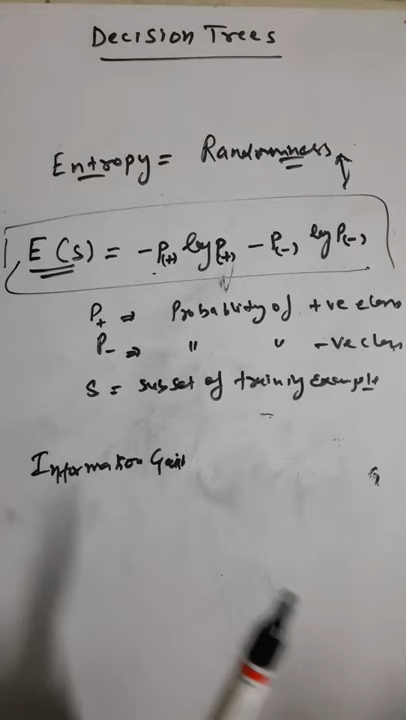 Decision Trees
Entropy = Randomness
E(S) = -P(+) log P(+) - P(-) log P(-)
P+ ⇒ Probability of +ve class
P- ⇒ " " -ve class
S = subset of training example
Information Gain